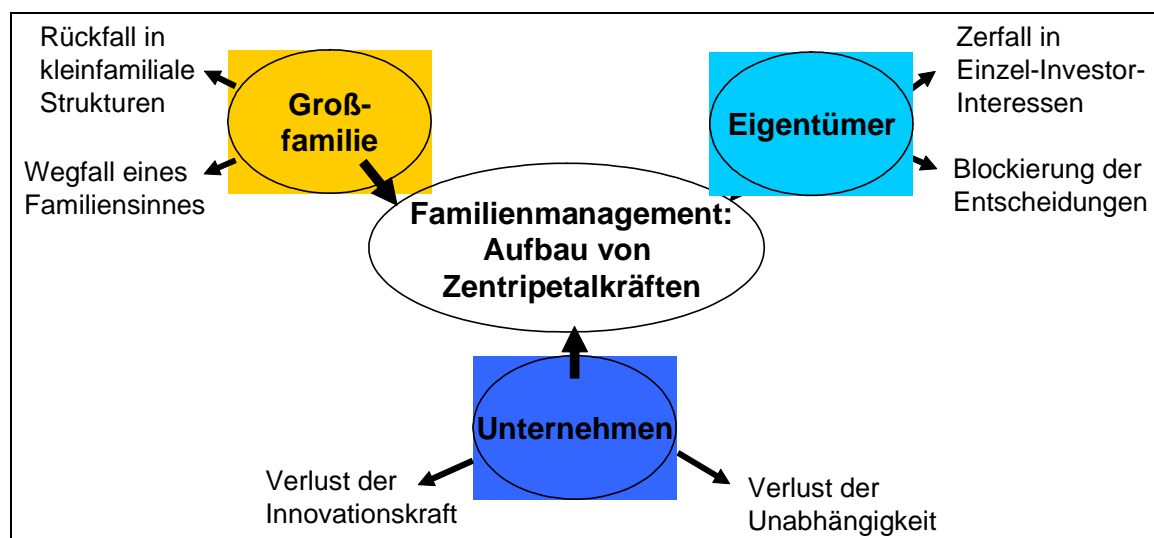 Rückfall in
kleinfamiliale
Strukturen
Groß-
familie
Wegfall eines
Familiensinnes
Eigentümer
Zerfall in
Einzel-Investor-
Interessen
Blockierung der
Entscheidungen
Familienmanagement:
Aufbau von
Zentripetalkräften
Unternehmen
Verlust der
Innovationskraft
Verlust der
Unabhängigkeit